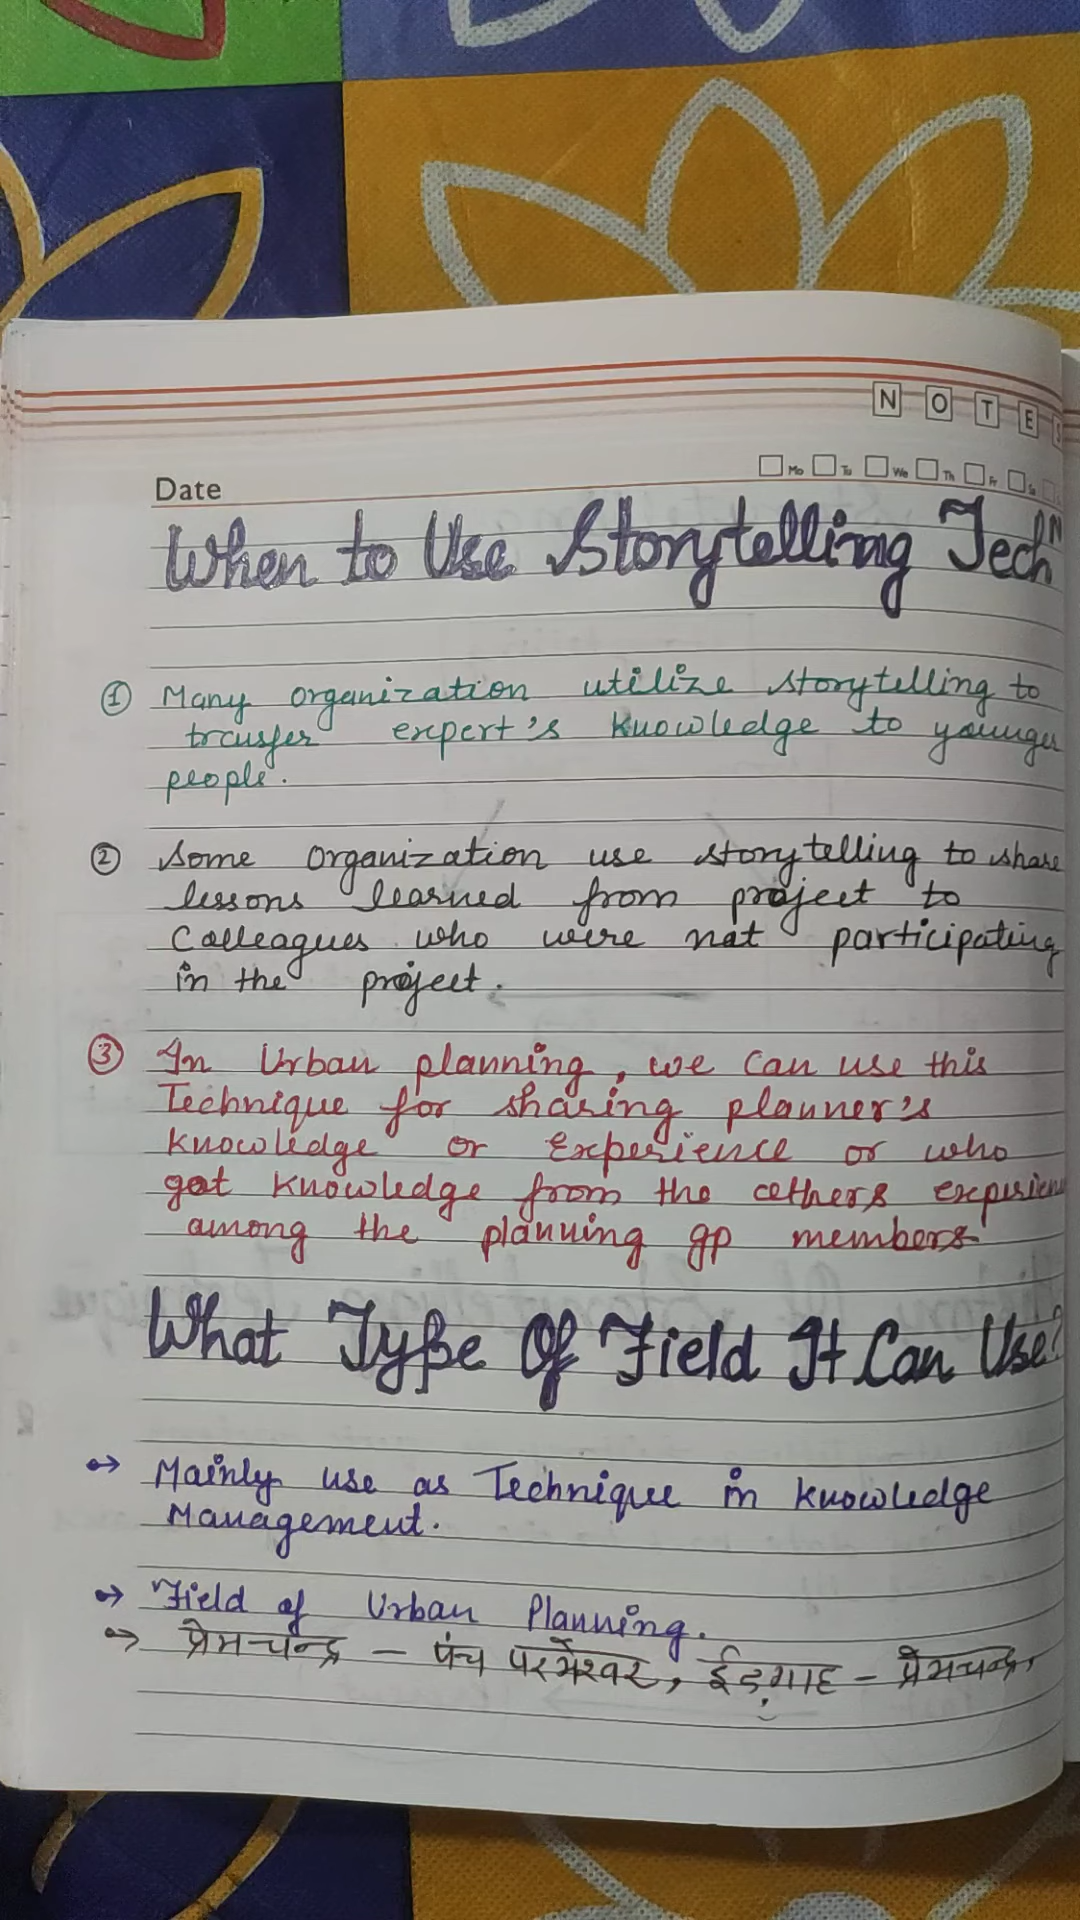 N O T E S
Mo Tu We Th Fr Sa
Date
When to Use Storytelling Tech
① Many organization utilize storytelling to
trausfer expert's knowledge to younger
people.
② Some organization use storytelling to share
lessons learned from project to
Colleagues who were not participating
in the project.
③ In Urban planning, we can use this
Technique for sharing planner's
knowledge or Experience or who
got knowledge from the others experien
among the planning gp members
What Type Of Field It Can Use?
↬ Mainly use as Technique in knowledge
Management.
↬ Field of Urban Planning.
↬ प्रेमचन्द्र – पंच परमेश्वर, ईदगाह – प्रेमचन्द्र,